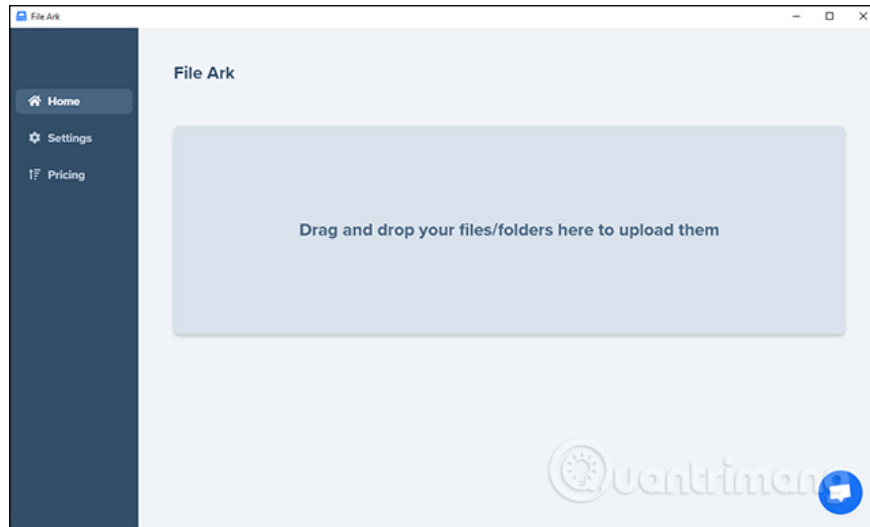 File Ark
File Ark
Home
Settings
Pricing
Drag and drop your files/folders here to upload them
uantrimang